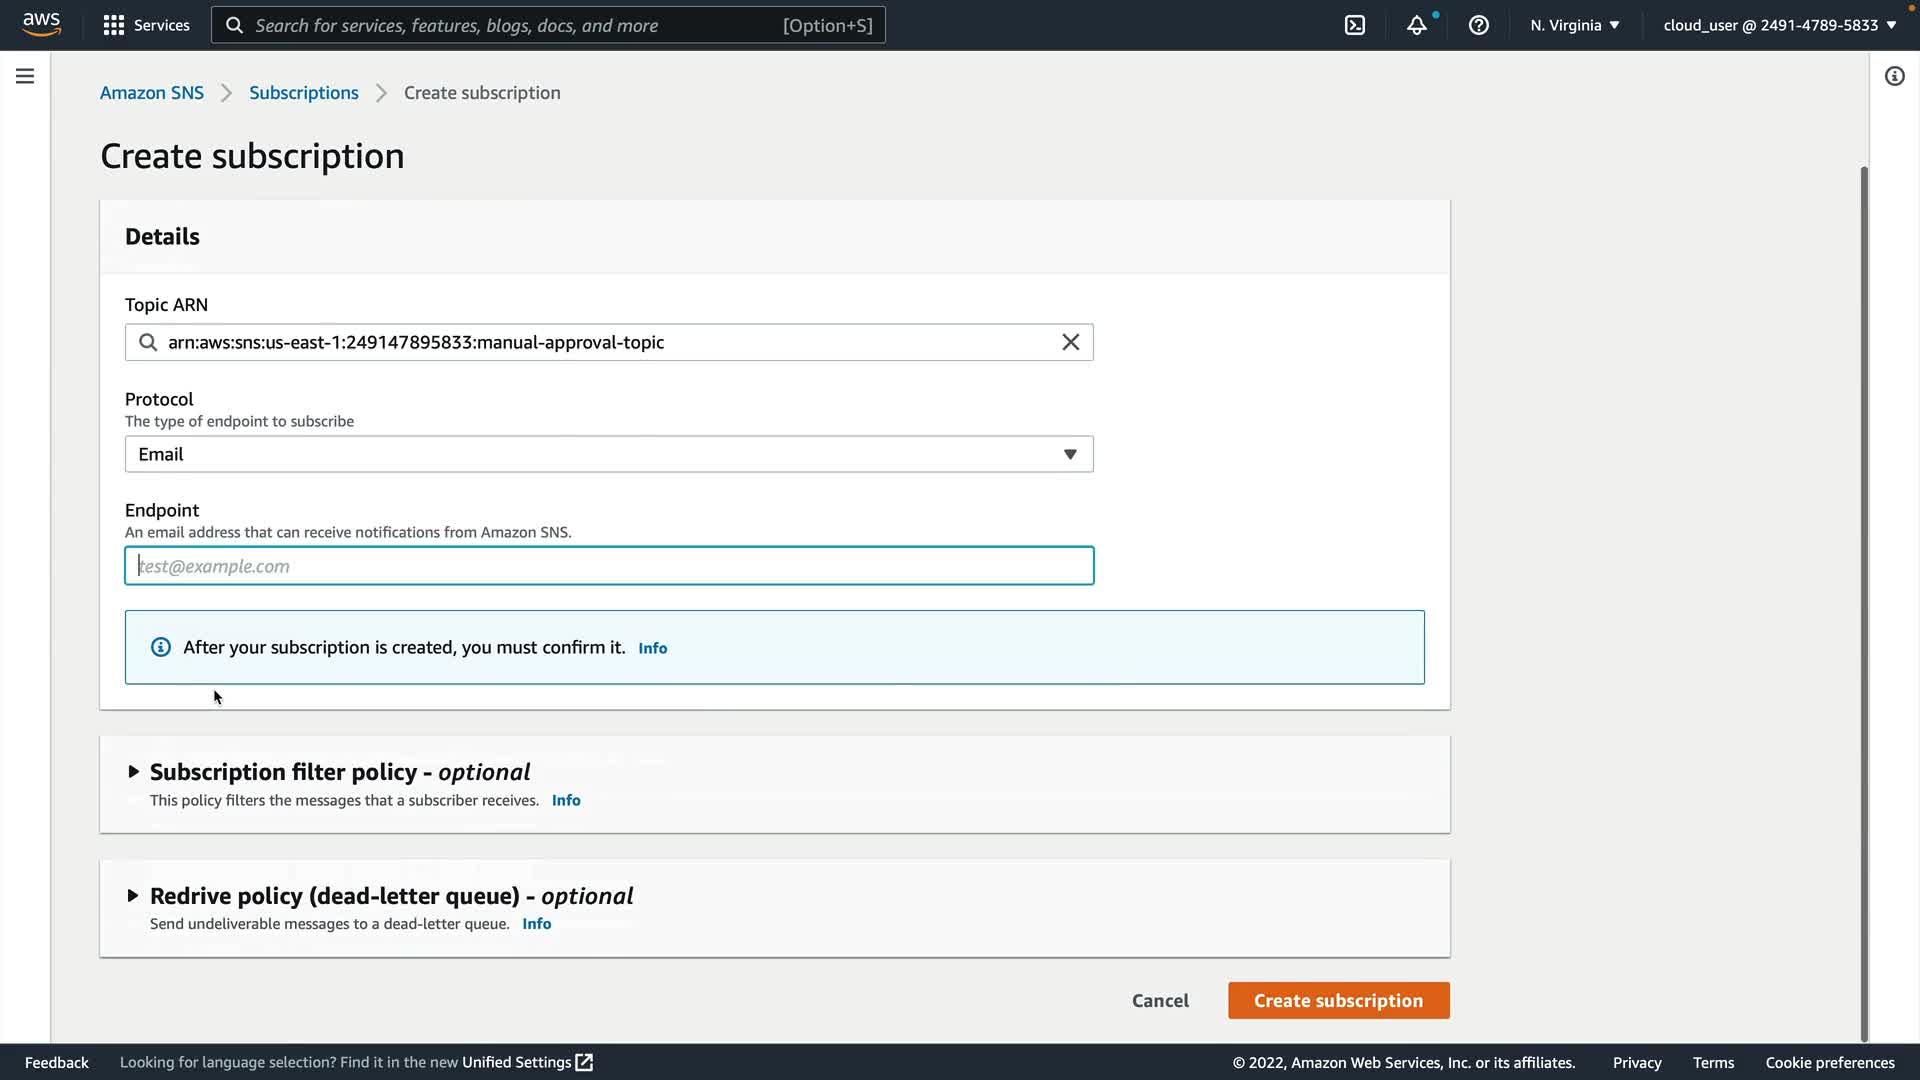 aws
Services
Search for services, features, blogs, docs, and more
[Option+S]
N. Virginia
cloud_user @ 2491-4789-5833
Amazon SNS
Subscriptions
Create subscription
Create subscription
Details
Topic ARN
arn:aws:sns:us-east-1:249147895833:manual-approval-topic
Protocol
The type of endpoint to subscribe
Email
Endpoint
An email address that can receive notifications from Amazon SNS.
test@example.com
After your subscription is created, you must confirm it. Info
Subscription filter policy - optional
This policy filters the messages that a subscriber receives. Info
Redrive policy (dead-letter queue) - optional
Send undeliverable messages to a dead-letter queue. Info
Cancel
Create subscription
Feedback
Looking for language selection? Find it in the new Unified Settings
© 2022, Amazon Web Services, Inc. or its affiliates.
Privacy
Terms
Cookie preferences